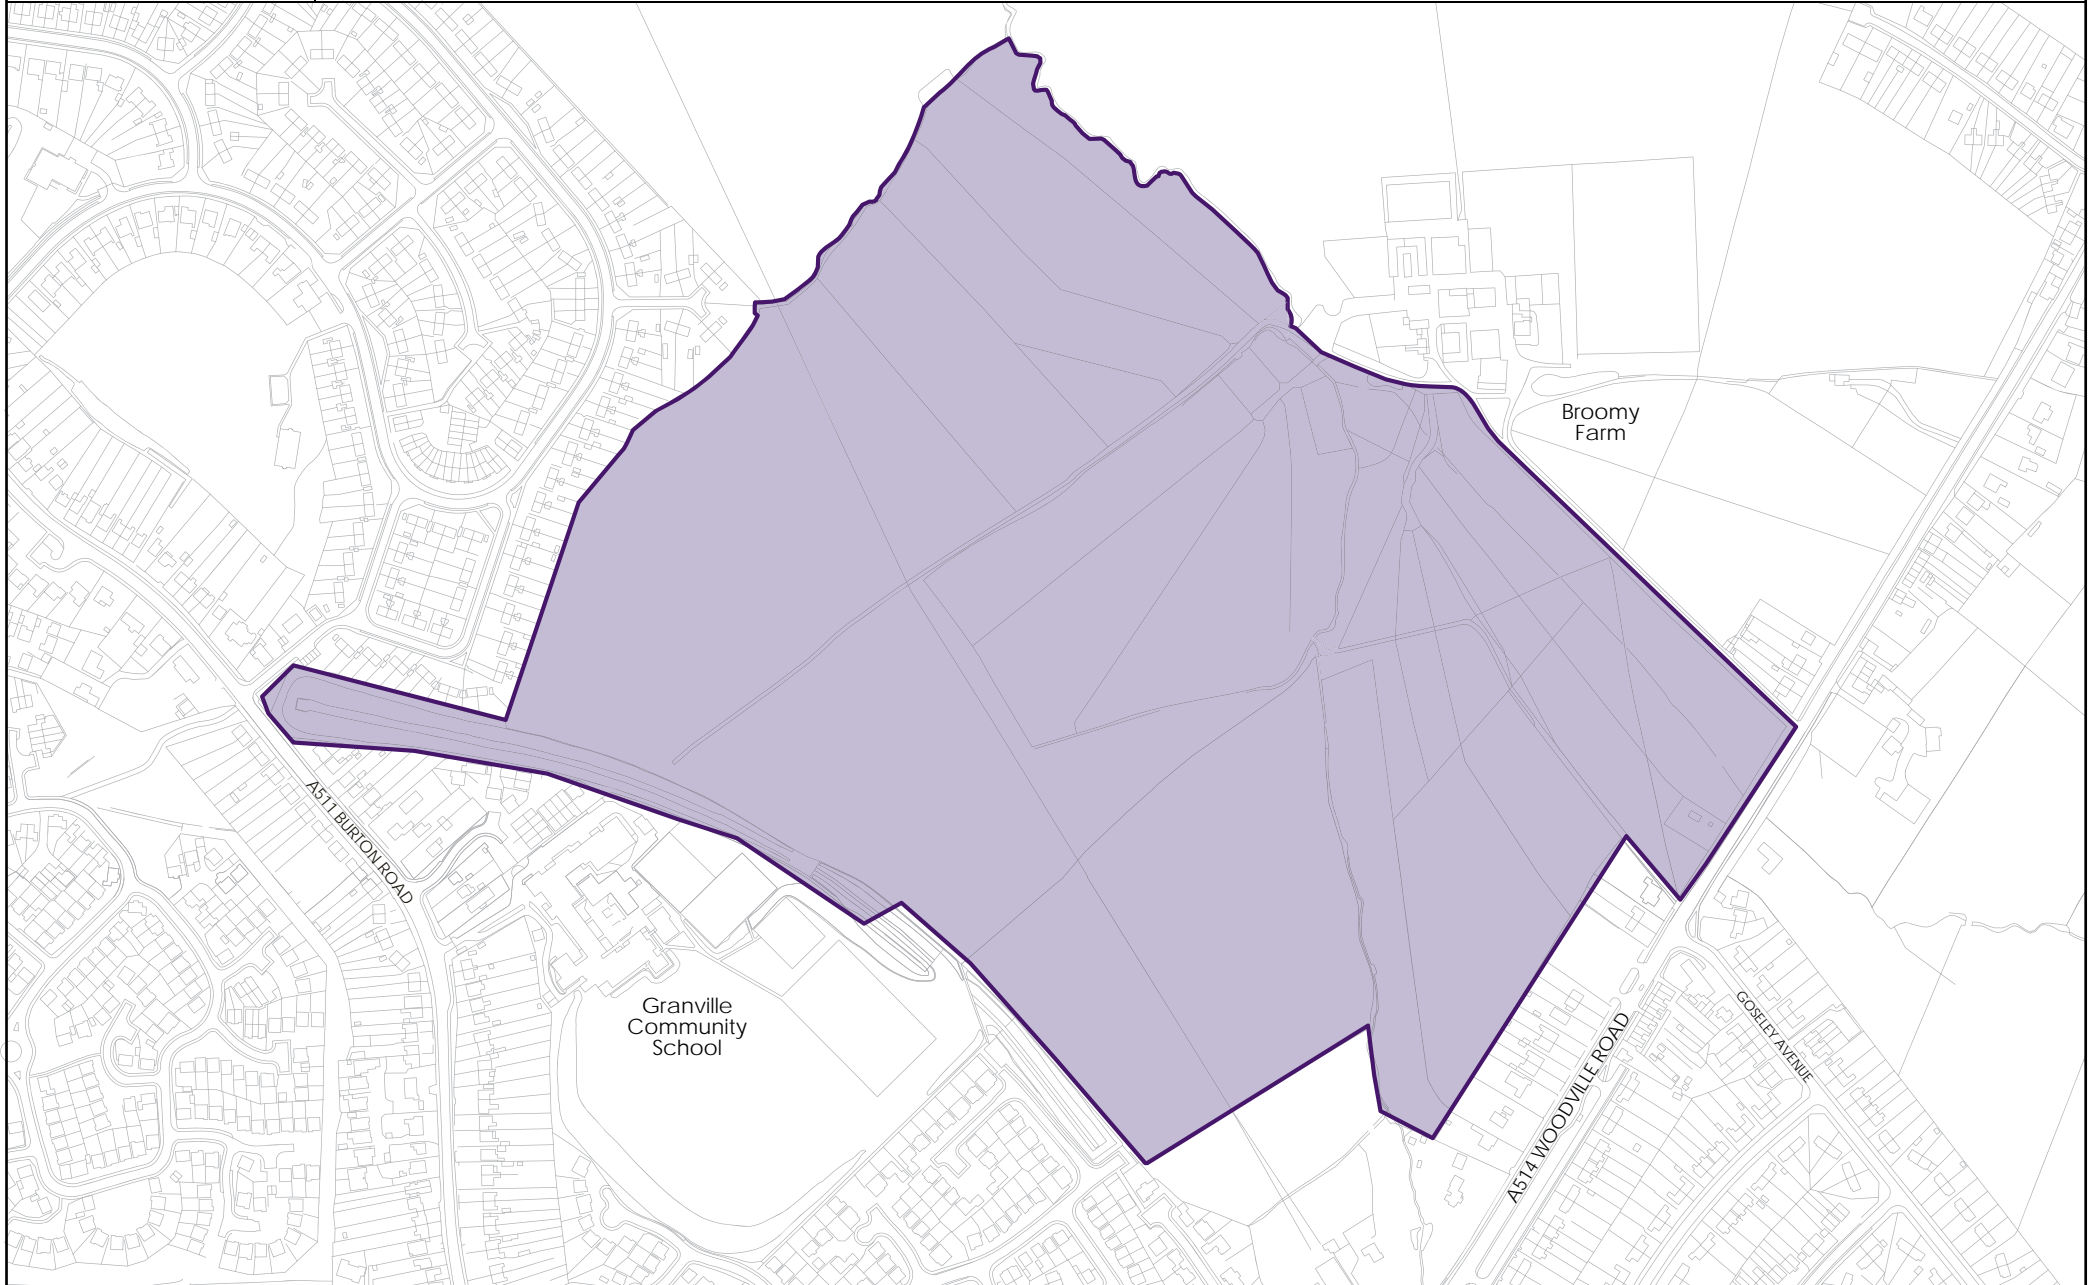 Broomy
Farm
A511 BURTON ROAD
Granville
Community
School
GOSELEY AVENUE
A514 WOODVILLE ROAD